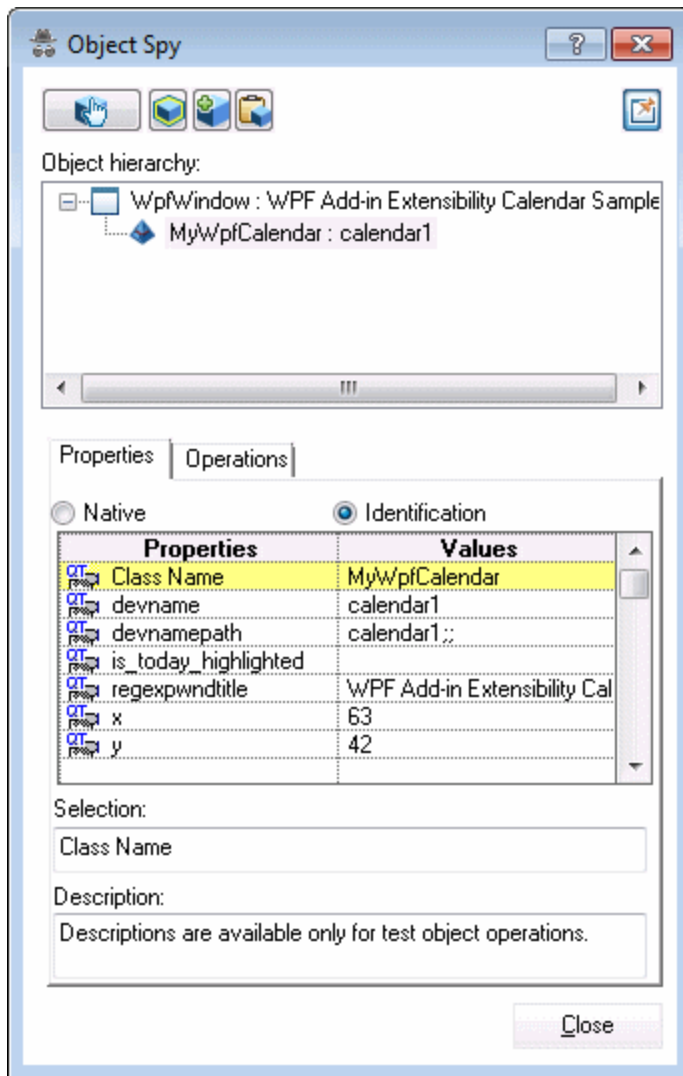 Object Spy
Object hierarchy:
WpfWindow : WPF Add-in Extensibility Calendar Sample
MyWpfCalendar : calendar1
Properties Operations
Native Identification
Properties Values
Class Name MyWpfCalendar
devname calendar1
devnamepath calendar1;;
is_today_highlighted
regexpwndtitle WPF Add-in Extensibility Cal
x 63
y 42
Selection:
Class Name
Description:
Descriptions are available only for test object operations.
Close